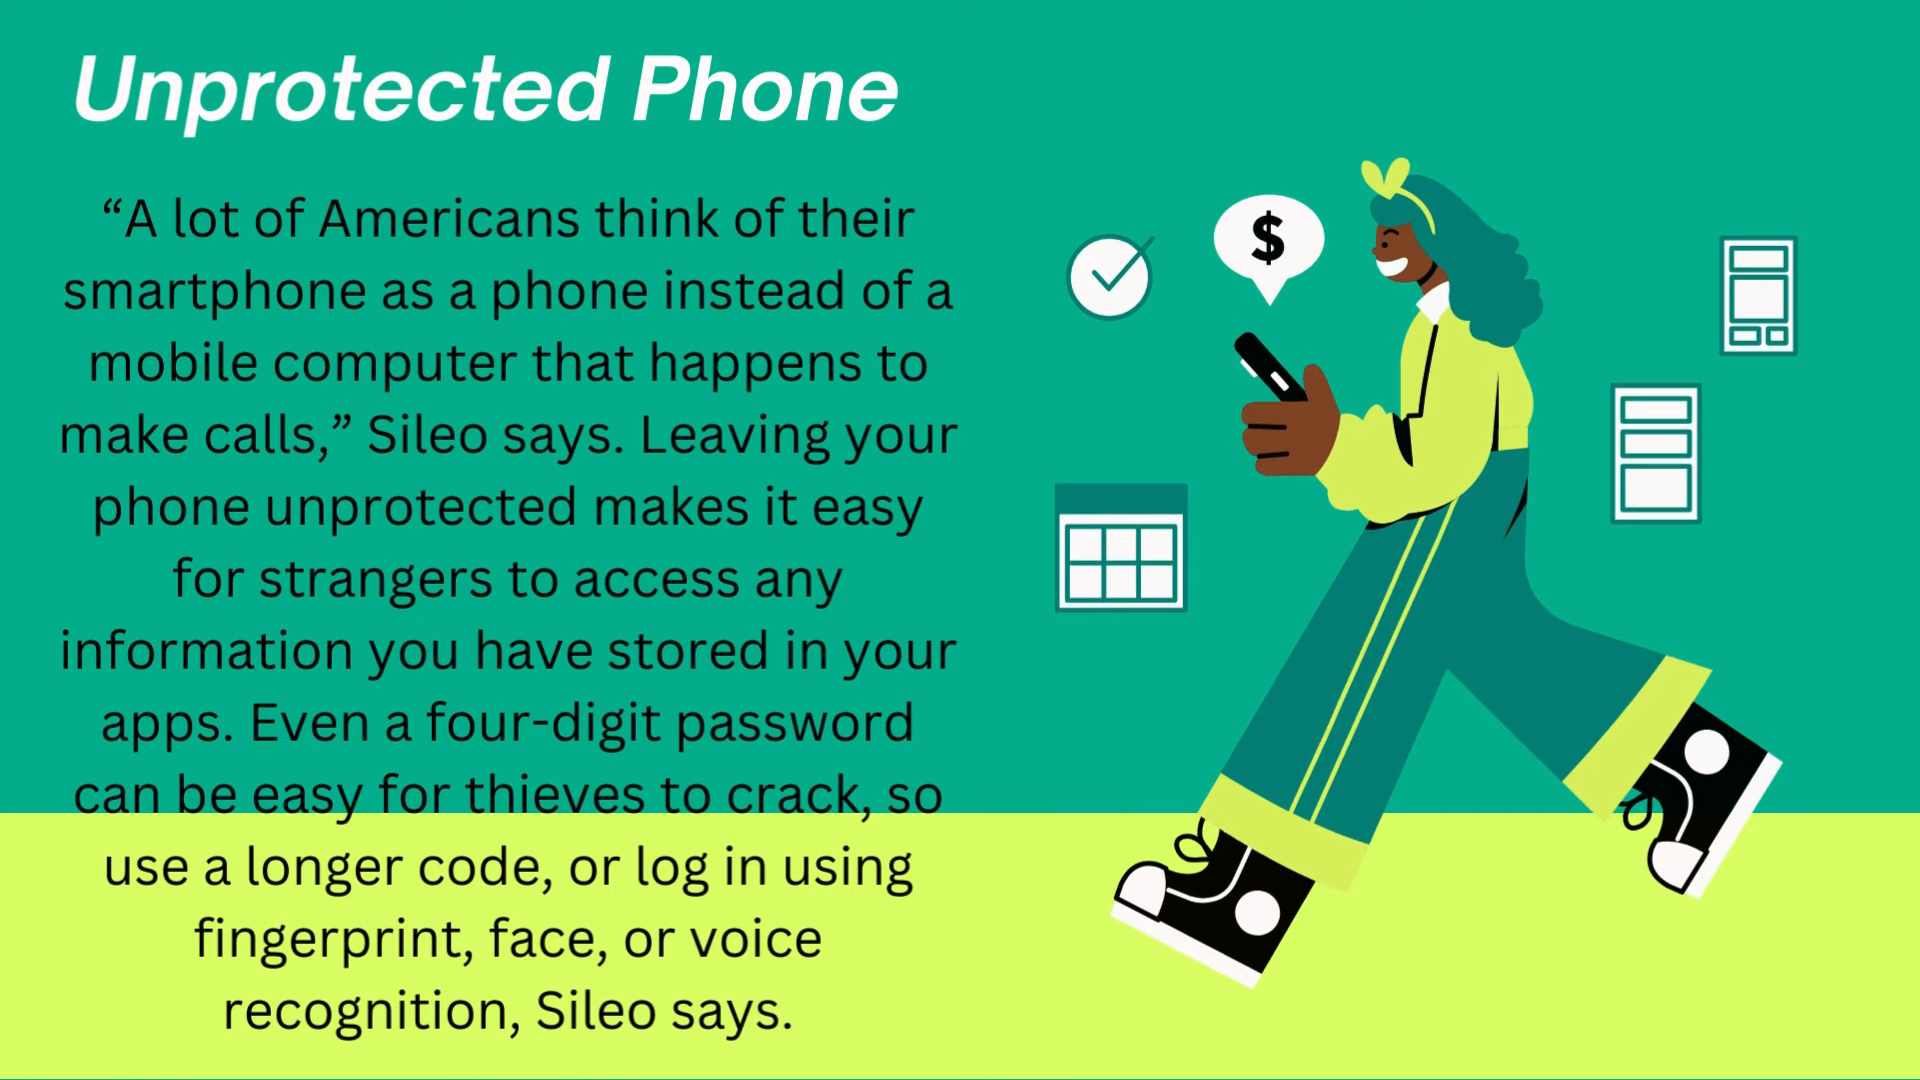 Unprotected Phone
“A lot of Americans think of their
smartphone as a phone instead of a
mobile computer that happens to
make calls,” Sileo says. Leaving your
phone unprotected makes it easy
for strangers to access any
information you have stored in your
apps. Even a four-digit password
can be easy for thieves to crack, so
use a longer code, or log in using
fingerprint, face, or voice
recognition, Sileo says.
$